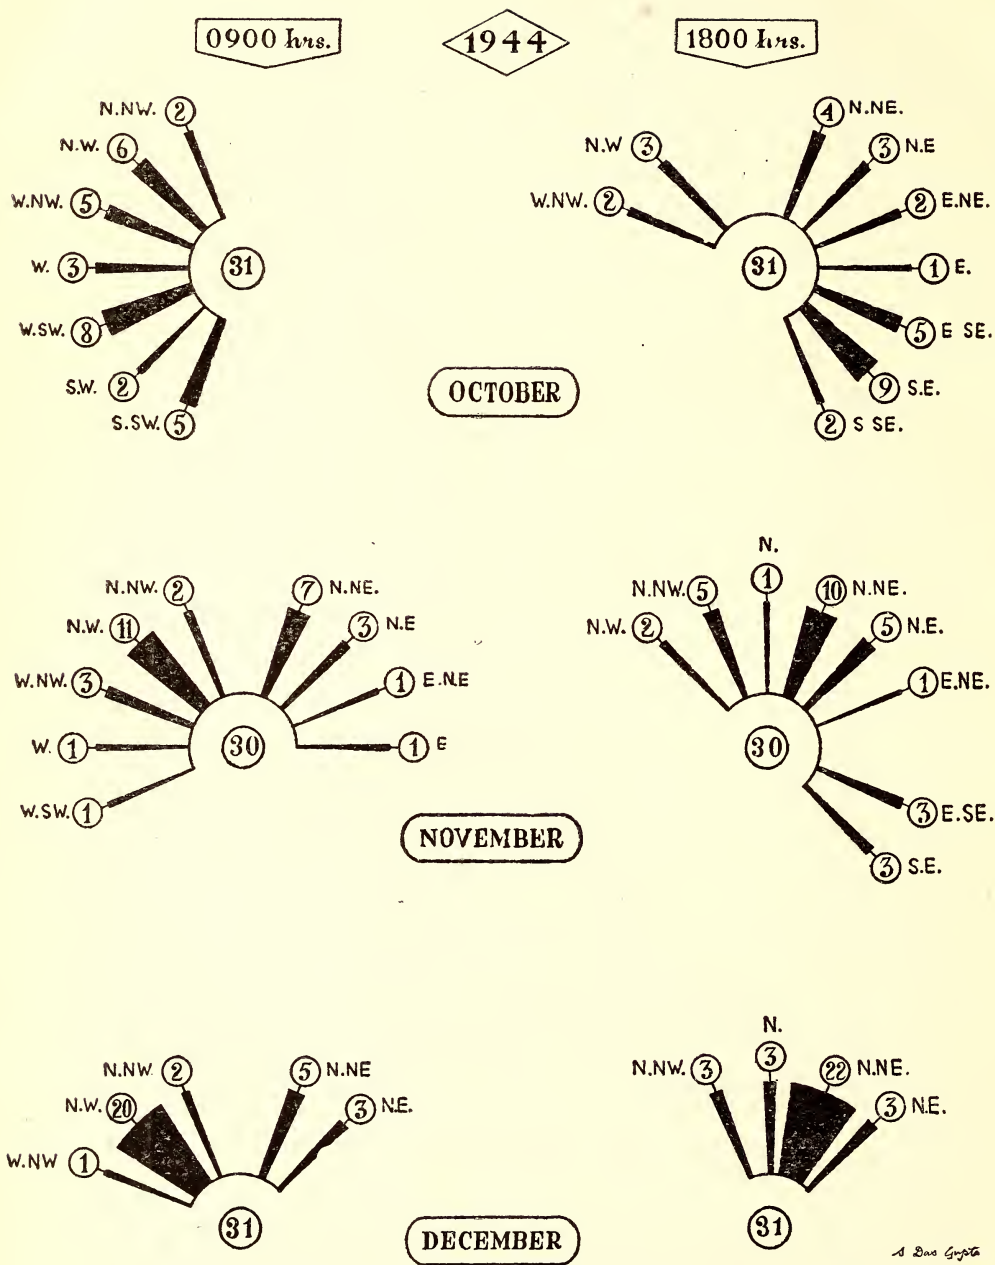 0900 hrs.
1944
1800 hrs.
N.NW. 2
N.W. 6
W.NW. 5
W. 3
W.SW. 8
S.W. 2
S.SW. 5
31
4 N.NE.
N.W 3
3 N.E
W.NW. 2
2 E.NE.
31
1 E.
5 E SE.
9 S.E.
2 S SE.
OCTOBER
N.NW. 2
7 N.NE.
N.W. 11
3 N.E
W.NW. 3
1 E.N.E
W. 1
30
1 E
W.SW. 1
N.
1
N.NW. 5
10 N.NE.
N.W. 2
5 N.E.
1 E.NE.
30
3 E.SE.
3 S.E.
NOVEMBER
N.NW. 2
5 N.NE
N.W. 20
3 N.E.
W.NW 1
31
N.
3
N.NW. 3
22 N.NE.
3 N.E.
31
DECEMBER
S Das Gupta